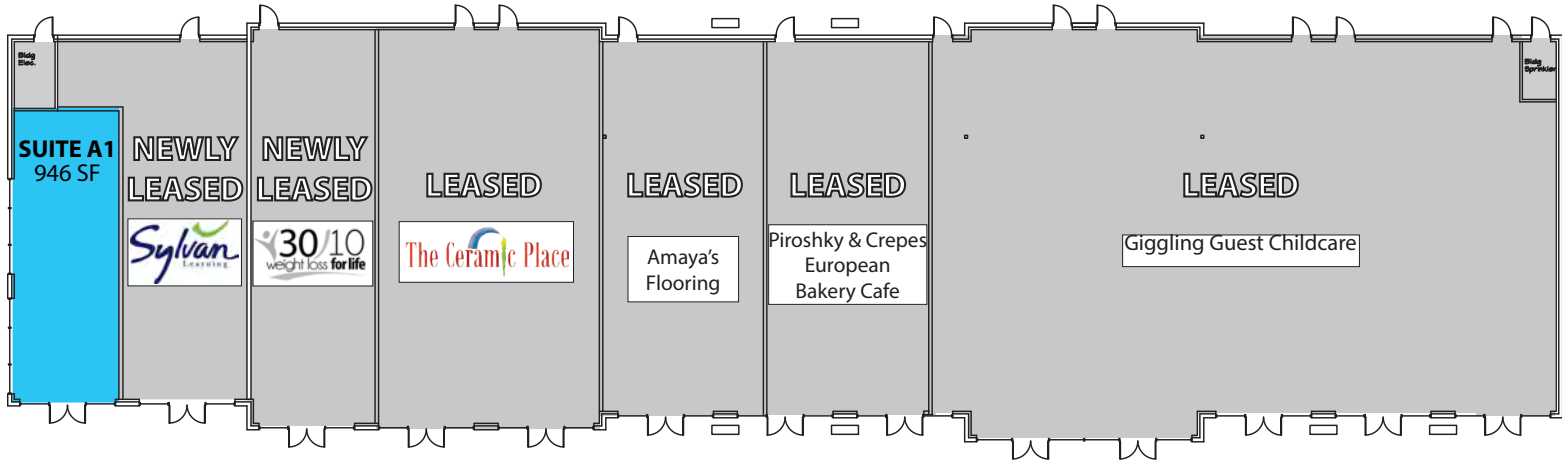 Bldg
Elec.
SUITE A1
946 SF
NEWLY
LEASED
Sylvan
Learning
NEWLY
LEASED
30/10
weight loss for life
LEASED
The Ceramic Place
LEASED
Amaya's
Flooring
LEASED
Piroshky & Crepes
European
Bakery Cafe
LEASED
Giggling Guest Childcare
Bldg
Sprinkler